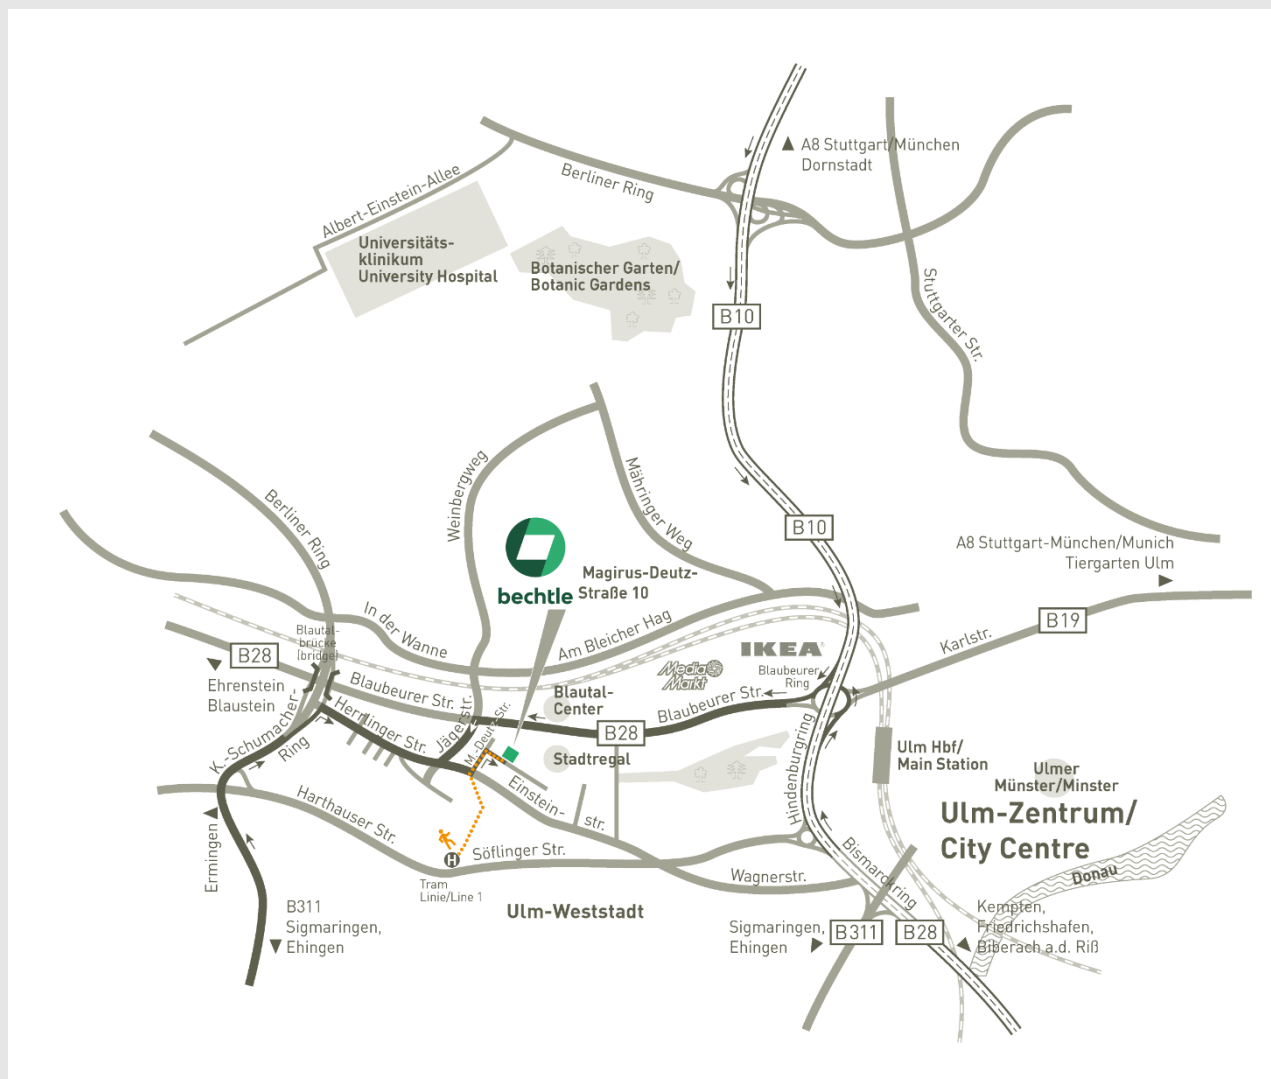 A8 Stuttgart/München
Dornstadt
Berliner Ring
Albert-Einstein-Allee
Universitäts-
klinikum
University Hospital
Botanischer Garten/
Botanic Gardens
B10
Stuttgarter Str.
Weinbergweg
Mähringer Weg
Berliner Ring
B10
A8 Stuttgart-München/Munich
Tiergarten Ulm
bechtle
Magirus-Deutz-
Straße 10
B19
Karlstr.
In der Wanne
Am Bleicher Hag
Blautal-
brücke
(bridge)
B28
Ehrenstein
Blaustein
IKEA
Media
Markt
Blaubeurer
Ring
Blaubeurer Str.
Blautal-
Center
Blaubeurer Str.
B28
Herrlinger Str.
Jägerstr.
M.-Deutz-Str.
K.-Schumacher-
Ring
Stadtregal
Hindenburgring
Ulm Hbf/
Main Station
Ulmer
Münster/Minster
Einstein-
str.
Harthauser Str.
Ermingen
Ulm-Zentrum/
City Centre
H
Söflinger Str.
Tram
Linie/Line 1
Wagnerstr.
Bismarckring
Donau
Ulm-Weststadt
B311
Sigmaringen,
Ehingen
Sigmaringen,
Ehingen
B311
B28
Kempten,
Friedrichshafen,
Biberach a.d. Riß